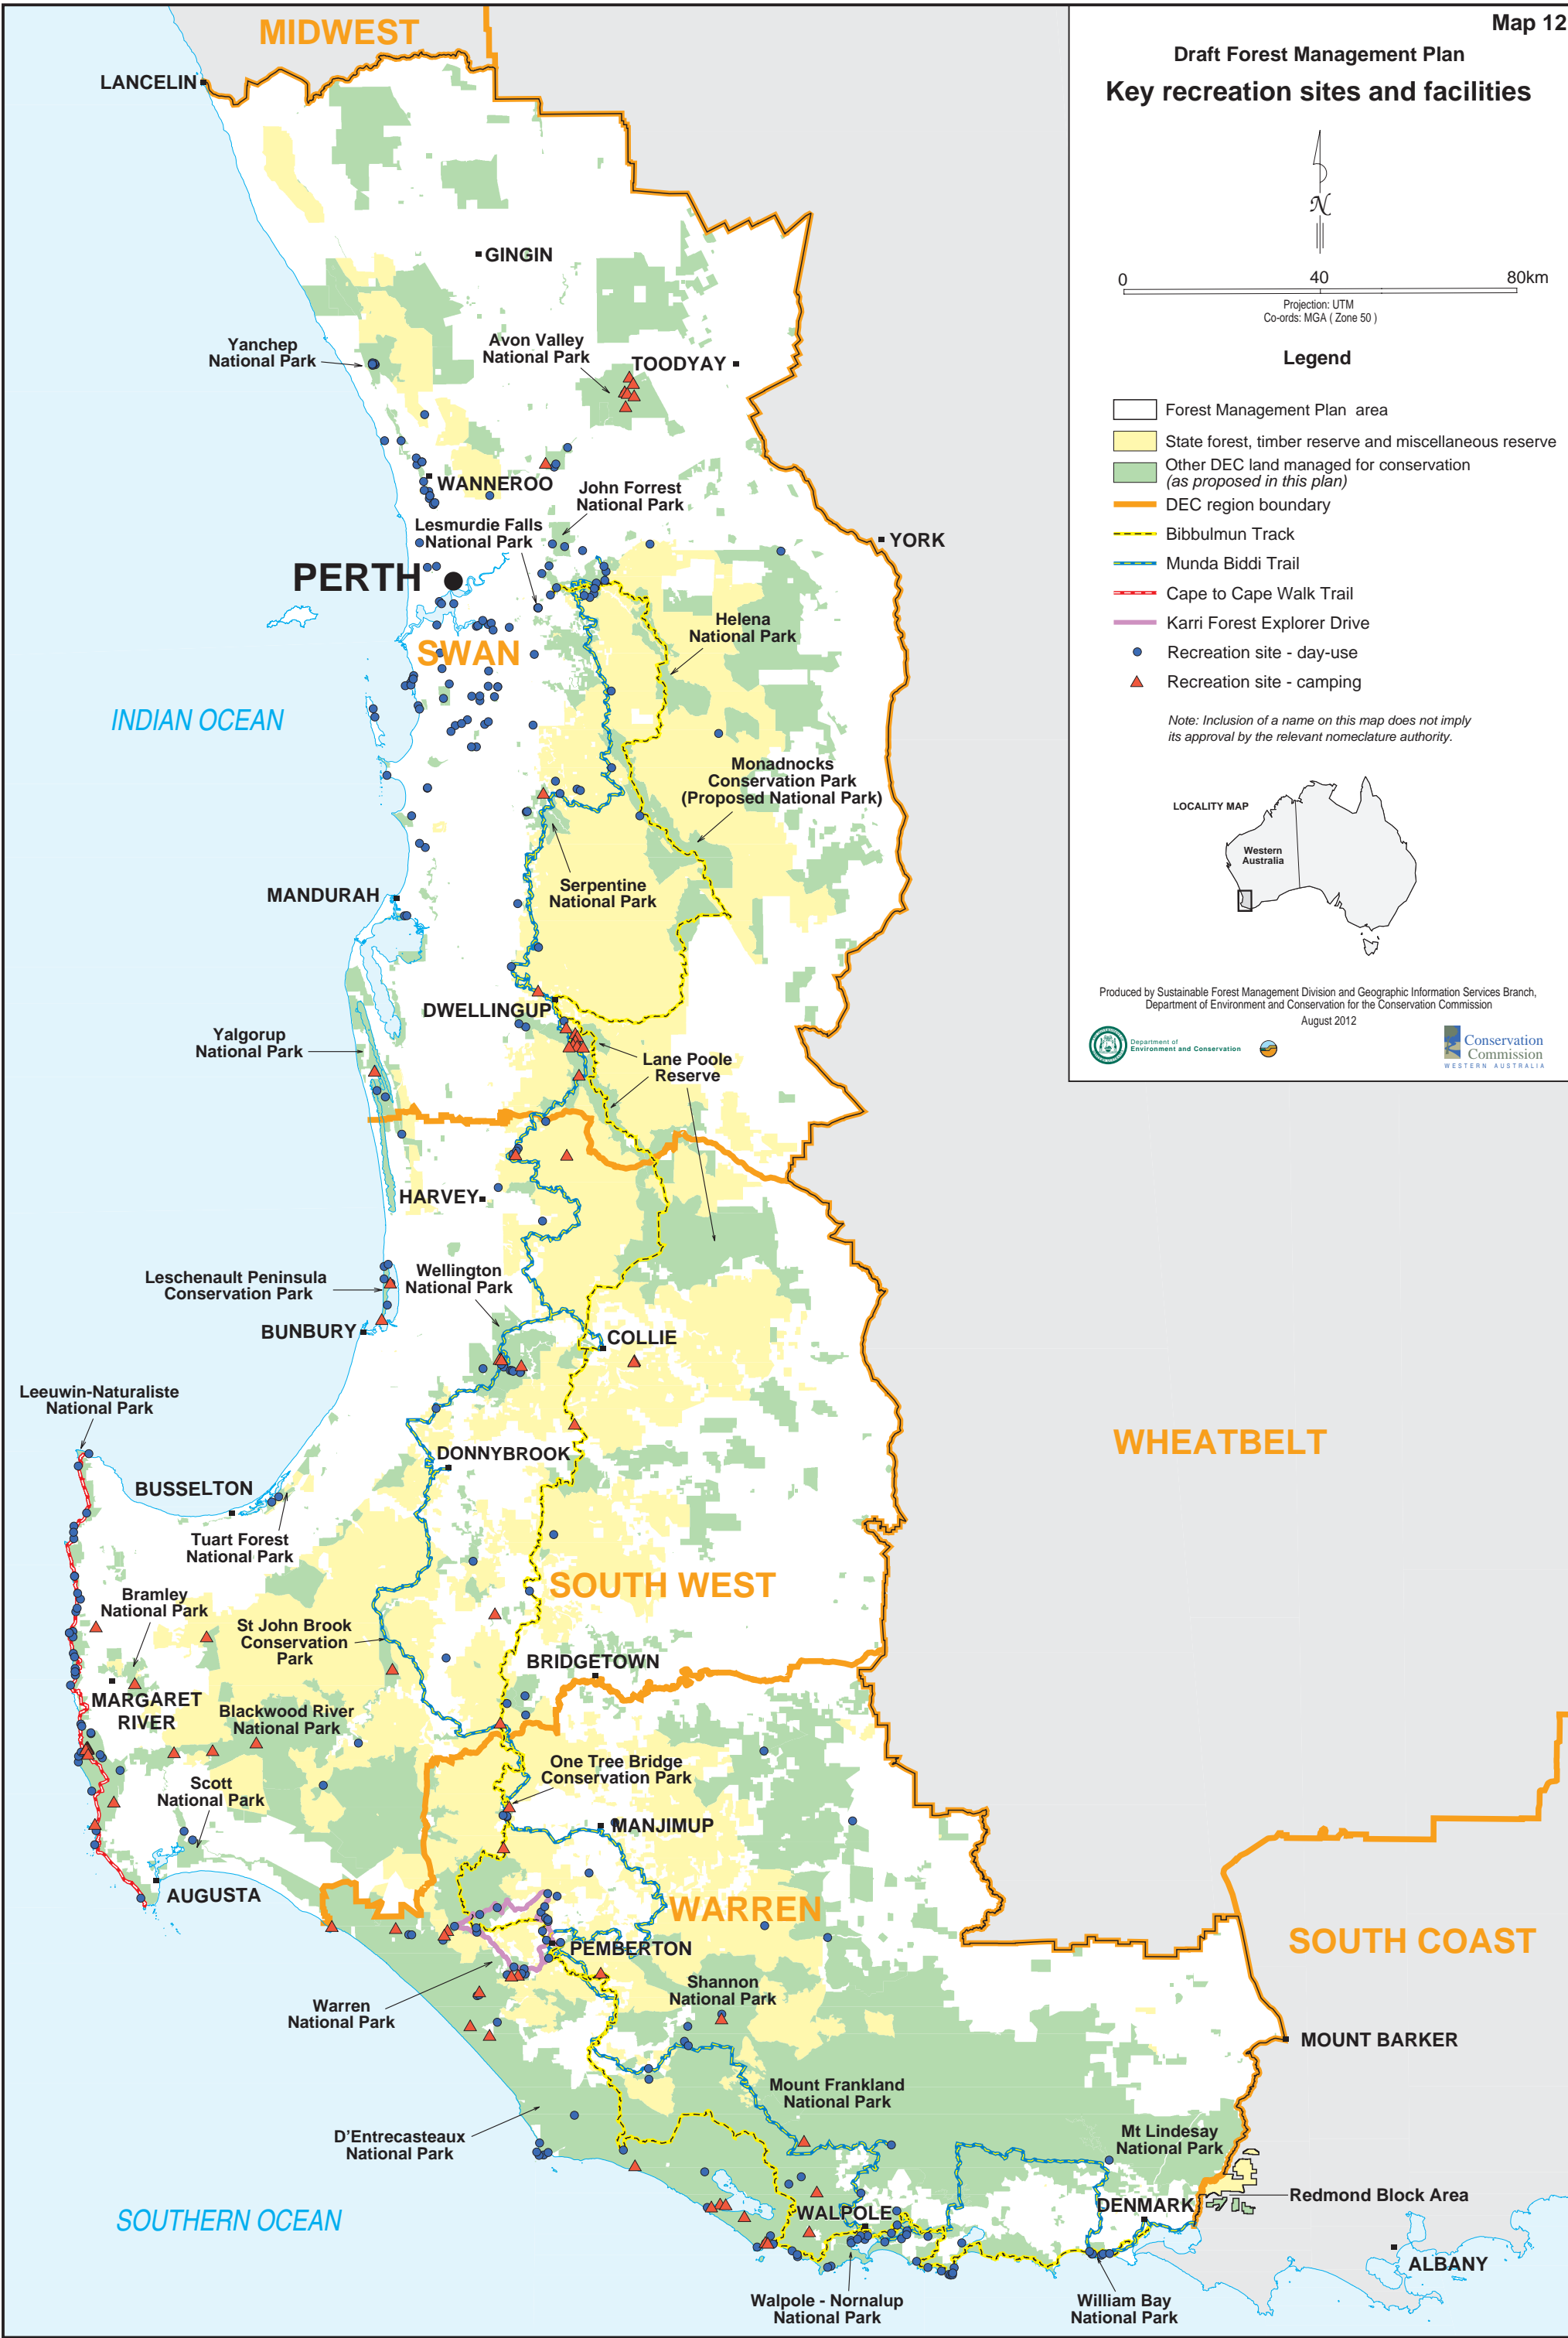 Map 12
Draft Forest Management Plan
Key recreation sites and facilities
N
0 40 80km
Projection: UTM
Co-ords: MGA ( Zone 50 )
Legend
Forest Management Plan area
State forest, timber reserve and miscellaneous reserve
Other DEC land managed for conservation
(as proposed in this plan)
DEC region boundary
Bibbulmun Track
Munda Biddi Trail
Cape to Cape Walk Trail
Karri Forest Explorer Drive
Recreation site - day-use
Recreation site - camping
Note: Inclusion of a name on this map does not imply
its approval by the relevant nomeclature authority.
LOCALITY MAP
Western
Australia
Produced by Sustainable Forest Management Division and Geographic Information Services Branch,
Department of Environment and Conservation for the Conservation Commission
August 2012
Department of
Environment and Conservation
Conservation
Commission
WESTERN AUSTRALIA
MIDWEST
LANCELIN
GINGIN
Yanchep
National Park
Avon Valley
National Park
TOODYAY
WANNEROO
John Forrest
National Park
Lesmurdie Falls
National Park
YORK
PERTH
Helena
National Park
SWAN
INDIAN OCEAN
Monadnocks
Conservation Park
(Proposed National Park)
Serpentine
National Park
MANDURAH
DWELLINGUP
Yalgorup
National Park
Lane Poole
Reserve
HARVEY
Leschenault Peninsula
Conservation Park
Wellington
National Park
BUNBURY
COLLIE
Leeuwin-Naturaliste
National Park
WHEATBELT
DONNYBROOK
BUSSELTON
Tuart Forest
National Park
SOUTH WEST
Bramley
National Park
St John Brook
Conservation
Park
BRIDGETOWN
MARGARET
RIVER
Blackwood River
National Park
One Tree Bridge
Conservation Park
Scott
National Park
MANJIMUP
AUGUSTA
WARREN
SOUTH COAST
PEMBERTON
Shannon
National Park
Warren
National Park
MOUNT BARKER
Mount Frankland
National Park
D'Entrecasteaux
National Park
Mt Lindesay
National Park
Redmond Block Area
DENMARK
WALPOLE
SOUTHERN OCEAN
ALBANY
Walpole - Nornalup
National Park
William Bay
National Park